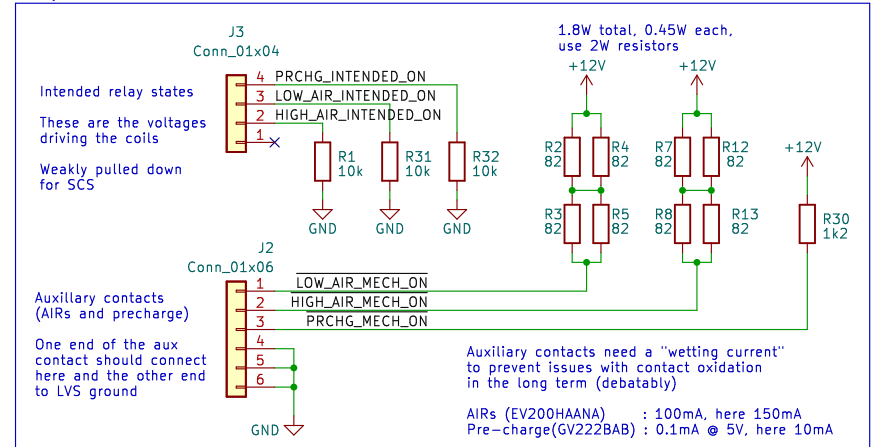 1.8W total, 0.45W each,
use 2W resistors
J3
Conn_01x04
+12V
+12V
4 PRCHG_INTENDED_ON
3 LOW_AIR_INTENDED_ON
2 HIGH_AIR_INTENDED_ON
1
Intended relay states
These are the voltages
driving the coils
Weakly pulled down
for SCS
R1
10k
R31
10k
R32
10k
GND
GND
GND
R2
82
R4
82
R7
82
R12
82
+12V
R3
82
R5
82
R8
82
R13
82
R30
1k2
J2
Conn_01x06
1 LOW_AIR_MECH_ON
2 HIGH_AIR_MECH_ON
3 PRCHG_MECH_ON
4
5
6
GND
Auxillary contacts
(AIRs and precharge)
One end of the aux
contact should connect
here and the other end
to LVS ground
Auxiliary contacts need a "wetting current"
to prevent issues with contact oxidation
in the long term (debatably)
AIRs (EV200HAANA) : 100mA, here 150mA
Pre-charge(GV222BAB) : 0.1mA @ 5V, here 10mA